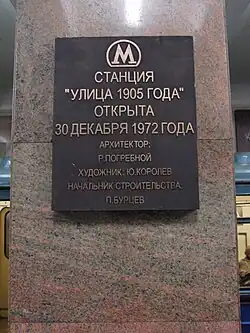 М
СТАНЦИЯ
"УЛИЦА 1905 ГОДА"
ОТКРЫТА
30 ДЕКАБРЯ 1972 ГОДА
АРХИТЕКТОР:
Р.ПОГРЕБНОЙ
ХУДОЖНИК: Ю.КОРОЛЕВ
НАЧАЛЬНИК СТРОИТЕЛЬСТВА:
П.БУРЦЕВ